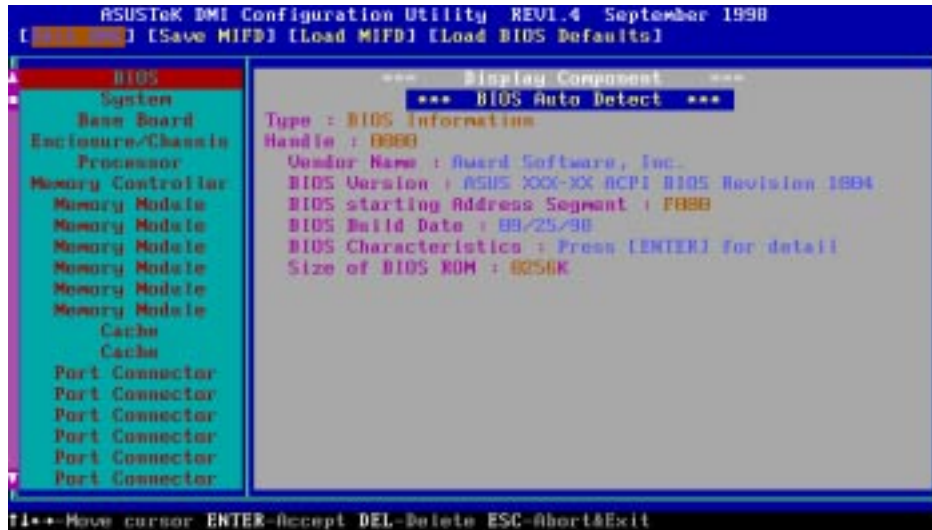 ASUSTeK DMI Configuration Utility REV1.4 September 1998
[Edit DMI] [Save MIFD] [Load MIFD] [Load BIOS Defaults]
BIOS
System
Base Board
Enclosure/Chassis
Processor
Memory Controller
Memory Module
Memory Module
Memory Module
Memory Module
Memory Module
Memory Module
Cache
Cache
Port Connector
Port Connector
Port Connector
Port Connector
Port Connector
Port Connector
*** Display Component ***
*** BIOS Auto Detect ***
Type : BIOS Information
Handle : 0000
Vendor Name : Award Software, Inc.
BIOS Version : ASUS XXX-XX ACPI BIOS Revision 1004
BIOS starting Address Segment : F000
BIOS Build Date : 09/25/98
BIOS Characteristics : Press [ENTER] for detail
Size of BIOS ROM : 0256K
↑↓→←-Move cursor ENTER-Accept DEL-Delete ESC-Abort&Exit